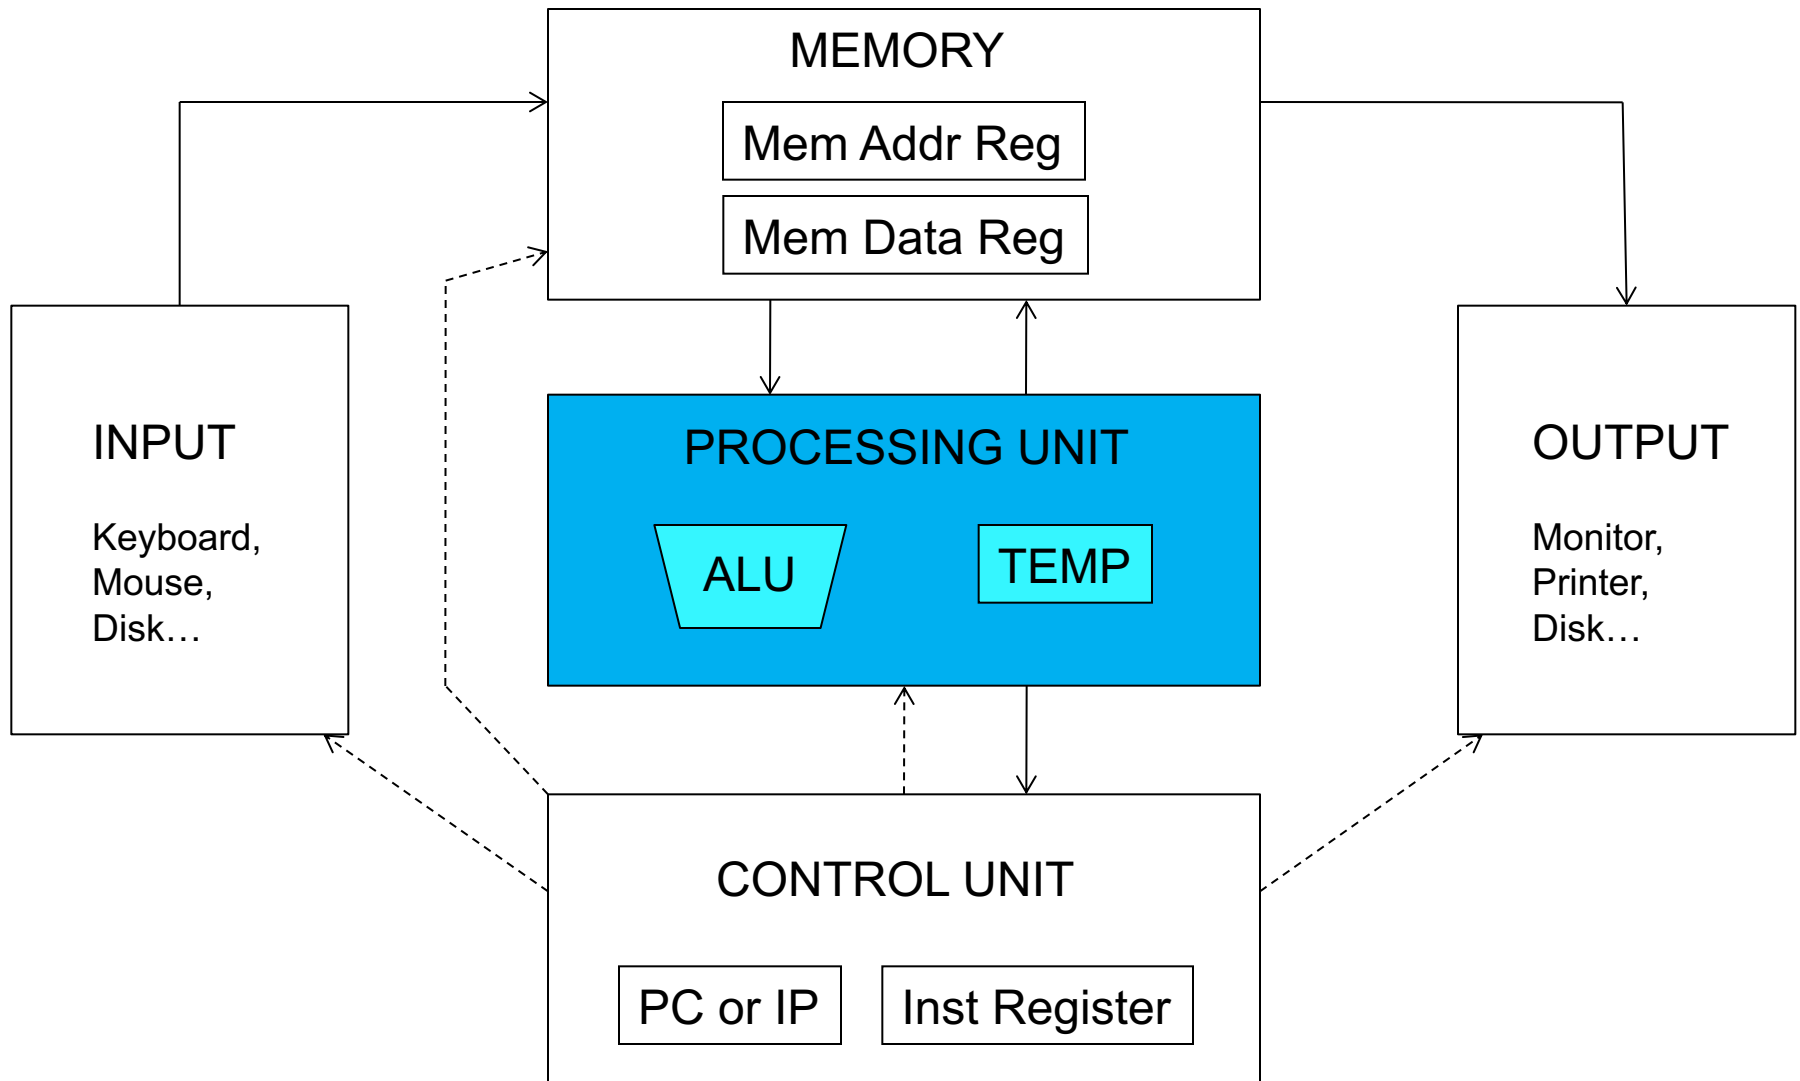 MEMORY
Mem Addr Reg
Mem Data Reg
INPUT
Keyboard,
Mouse,
Disk…
PROCESSING UNIT
ALU
TEMP
OUTPUT
Monitor,
Printer,
Disk…
CONTROL UNIT
PC or IP
Inst Register